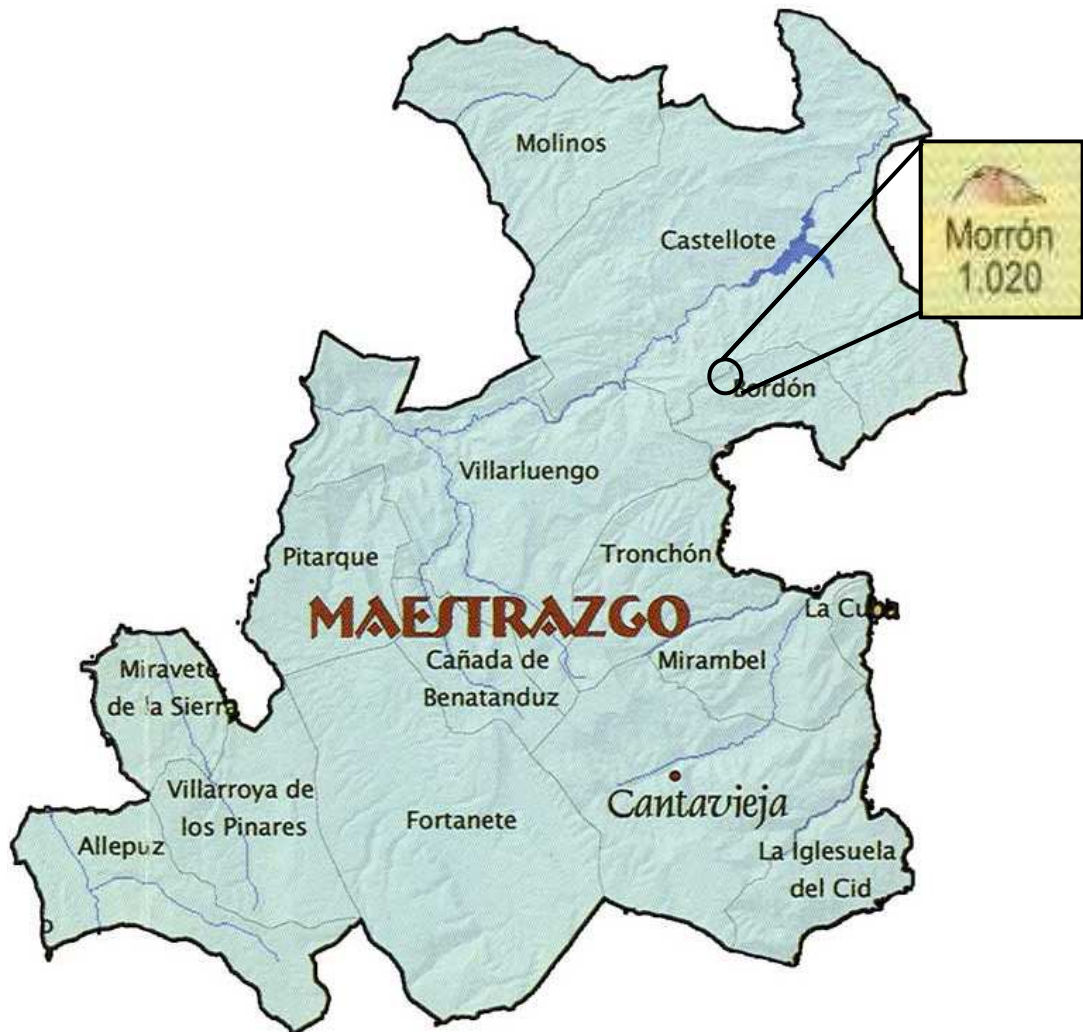 Molinos
Castellote
Morrón
1.020
Bordón
Villarluengo
Pitarque
Tronchón
MAESTRAZGO
La Cuba
Cañada de
Benatanduz
Mirambel
Miravete
de la Sierra
Villarroya de
los Pinares
Cantavieja
Fortanete
Allepuz
La Iglesuela
del Cid